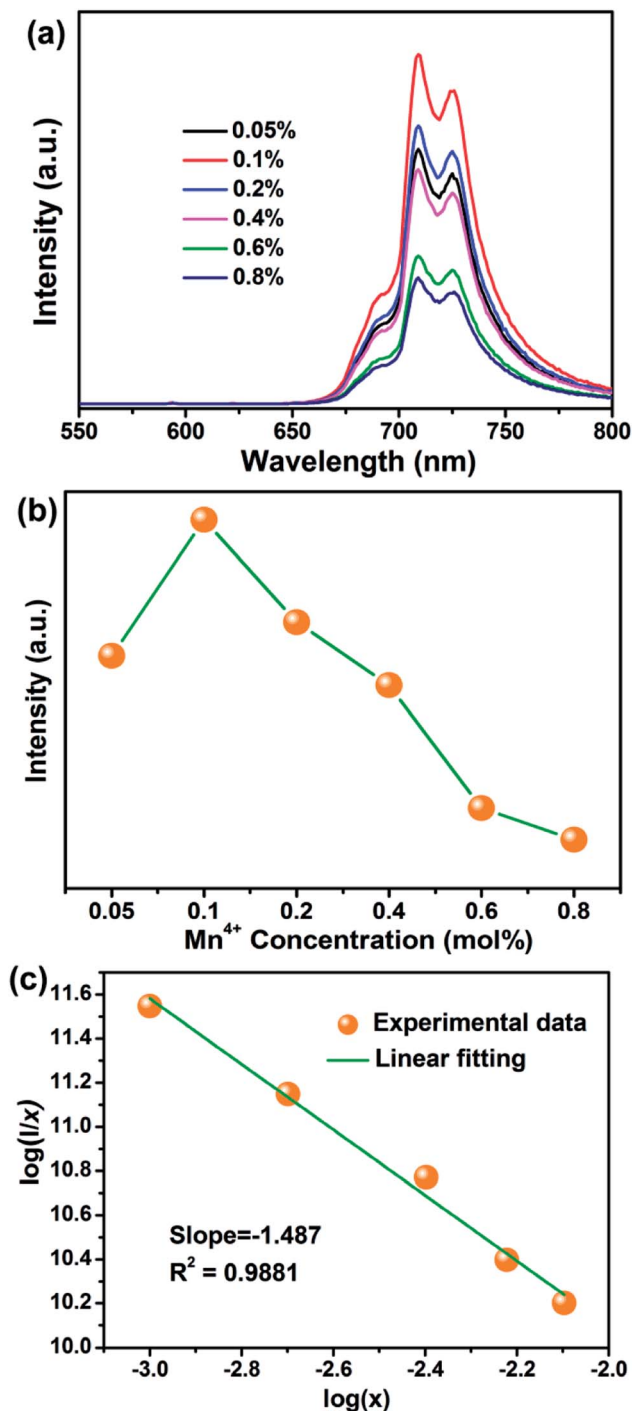 (a)
0.05%
0.1%
0.2%
0.4%
0.6%
0.8%
Intensity (a.u.)
550 600 650 700 750 800
Wavelength (nm)
(b)
Intensity (a.u.)
0.05 0.1 0.2 0.4 0.6 0.8
Mn⁴⁺ Concentration (mol%)
(c)
11.6
11.4
11.2
11.0
10.8
10.6
10.4
10.2
10.0
log(I/x)
Experimental data
Linear fitting
Slope=-1.487
R² = 0.9881
-3.0 -2.8 -2.6 -2.4 -2.2 -2.0
log(x)